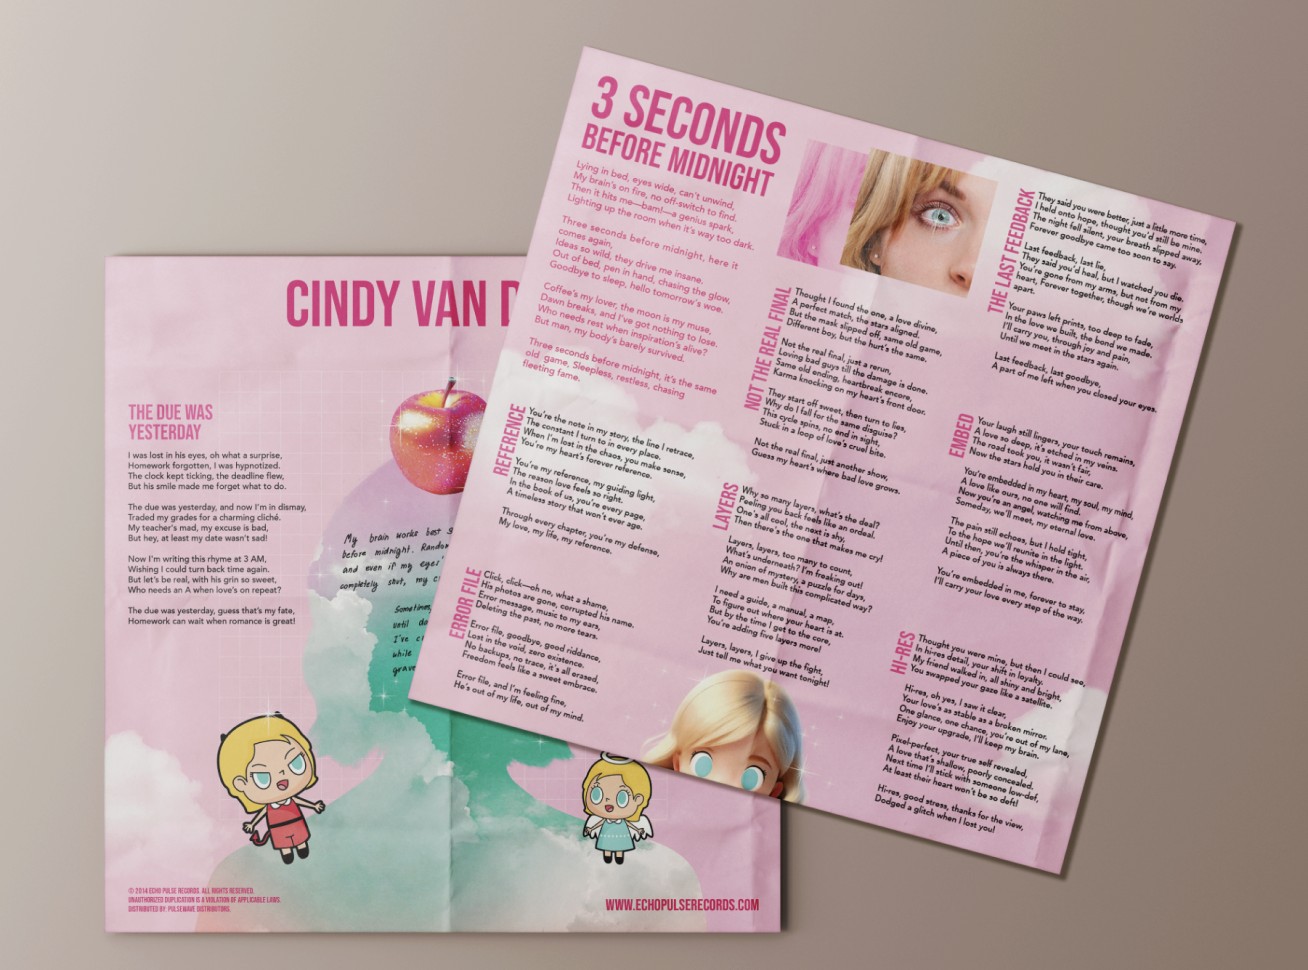 CINDY VAN D
THE DUE WAS
YESTERDAY
I was lost in his eyes, oh what a surprise,
Homework forgotten, I was hypnotized.
The clock kept ticking, the deadline flew,
But his smile made me forget what to do.
The due was yesterday, and now I'm in dismay,
Traded my grades for a charming cliché.
My teacher's mad, my excuse is bad,
But hey, at least my date wasn't sad!
Now I'm writing this rhyme at 3 AM,
Wishing I could turn back time again.
But let's be real, with his grin so sweet,
Who needs an A when love's on repeat?
The due was yesterday, guess that's my fate,
Homework can wait when romance is great!
My brain works best 3
before midnight. Random
and even if my eyes'
completely shut, my c
Sometimes,
until da
I've c
while
grave
© 2014 ECHO PULSE RECORDS. ALL RIGHTS RESERVED.
UNAUTHORIZED DUPLICATION IS A VIOLATION OF APPLICABLE LAWS.
DISTRIBUTED BY: PULSEWAVE DISTRIBUTORS.
WWW.ECHOPULSERECORDS.COM
3 SECONDS
BEFORE MIDNIGHT
Lying in bed, eyes wide, can't unwind,
My brain's on fire, no off-switch to find.
Then it hits me—bam!—a genius spark,
Lighting up the room when it's way too dark.
Three seconds before midnight, here it
comes again,
Ideas so wild, they drive me insane.
Out of bed, pen in hand, chasing the glow,
Goodbye to sleep, hello tomorrow's woe.
Coffee's my lover, the moon is my muse,
Dawn breaks, and I've got nothing to lose.
Who needs rest when inspiration's alive?
But man, my body's barely survived.
Three seconds before midnight, it's the same
old game, Sleepless, restless, chasing
fleeting fame.
REFERENCE
You're the note in my story, the line I retrace,
The constant I turn to in every place.
When I'm lost in the chaos, you make sense,
You're my heart's forever reference.
You're my reference, my guiding light,
The reason love feels so right.
In the book of us, you're every page,
A timeless story that won't ever age.
Through every chapter, you're my defense,
My love, my life, my reference.
ERROR FILE
Click, click—oh no, what a shame,
His photos are gone, corrupted his name.
Error message, music to my ears,
Deleting the past, no more tears.
Error file, goodbye, good riddance,
Lost in the void, zero existence.
No backups, no trace, it's all erased,
Freedom feels like a sweet embrace.
Error file, and I'm feeling fine,
He's out of my life, out of my mind.
NOT THE REAL FINAL
Thought I found the one, a love divine,
A perfect match, the stars aligned.
But the mask slipped off, same old game,
Different boy, but the hurt's the same.
Not the real final, just a rerun,
Loving bad guys till the damage is done.
Same old ending, heartbreak encore,
Karma knocking on my heart's front door.
They start off sweet, then turn to lies,
Why do I fall for the same disguise?
This cycle spins, no end in sight,
Stuck in a loop of love's cruel bite.
Not the real final, just another show,
Guess my heart's where bad love grows.
LAYERS
Why so many layers, what's the deal?
Peeling you back feels like an ordeal.
One's all cool, the next is shy,
Then there's the one that makes me cry!
Layers, layers, too many to count,
What's underneath? I'm freaking out!
An onion of mystery, a puzzle for days,
Why are men built this complicated way?
I need a guide, a manual, a map,
To figure out where your heart is at.
But by the time I get to the core,
You're adding five layers more!
Layers, layers, I give up the fight,
Just tell me what you want tonight!
THE LAST FEEDBACK
They said you were better, just a little more time,
I held onto hope, thought you'd still be mine.
The night fell silent, your breath slipped away,
Forever goodbye came too soon to say.
Last feedback, last lie,
They said you'd heal, but I watched you die.
You're gone from my arms, but not from my
heart, Forever together, though we're worlds
apart.
Your paws left prints, too deep to fade,
In the love we built, the bond we made.
I'll carry you, through joy and pain,
Until we meet in the stars again.
Last feedback, last goodbye,
A part of me left when you closed your eyes.
EMBED
Your laugh still lingers, your touch remains,
A love so deep, it's etched in my veins.
The road took you, it wasn't fair,
Now the stars hold you in their care.
You're embedded in my heart, my soul, my mind,
A love like ours, no one will find.
Now you're an angel, watching me from above,
Someday, we'll meet, my eternal love.
The pain still echoes, but I hold tight,
To the hope we'll reunite in the light.
Until then, you're the whisper in the air,
A piece of you is always there.
You're embedded in me, forever to stay,
I'll carry your love every step of the way.
HI-RES
Thought you were mine, but then I could see,
In hi-res detail, your shift in loyalty.
My friend walked in, all shiny and bright,
You swapped your gaze like a satellite.
Hi-res, oh yes, I saw it clear,
Your love's as stable as a broken mirror.
One glance, one chance, you're out of my lane,
Enjoy your upgrade, I'll keep my brain.
Pixel-perfect, your true self revealed,
A love that's shallow, poorly concealed.
Next time I'll stick with someone low-def,
At least their heart won't be so deft!
Hi-res, good stress, thanks for the view,
Dodged a glitch when I lost you!